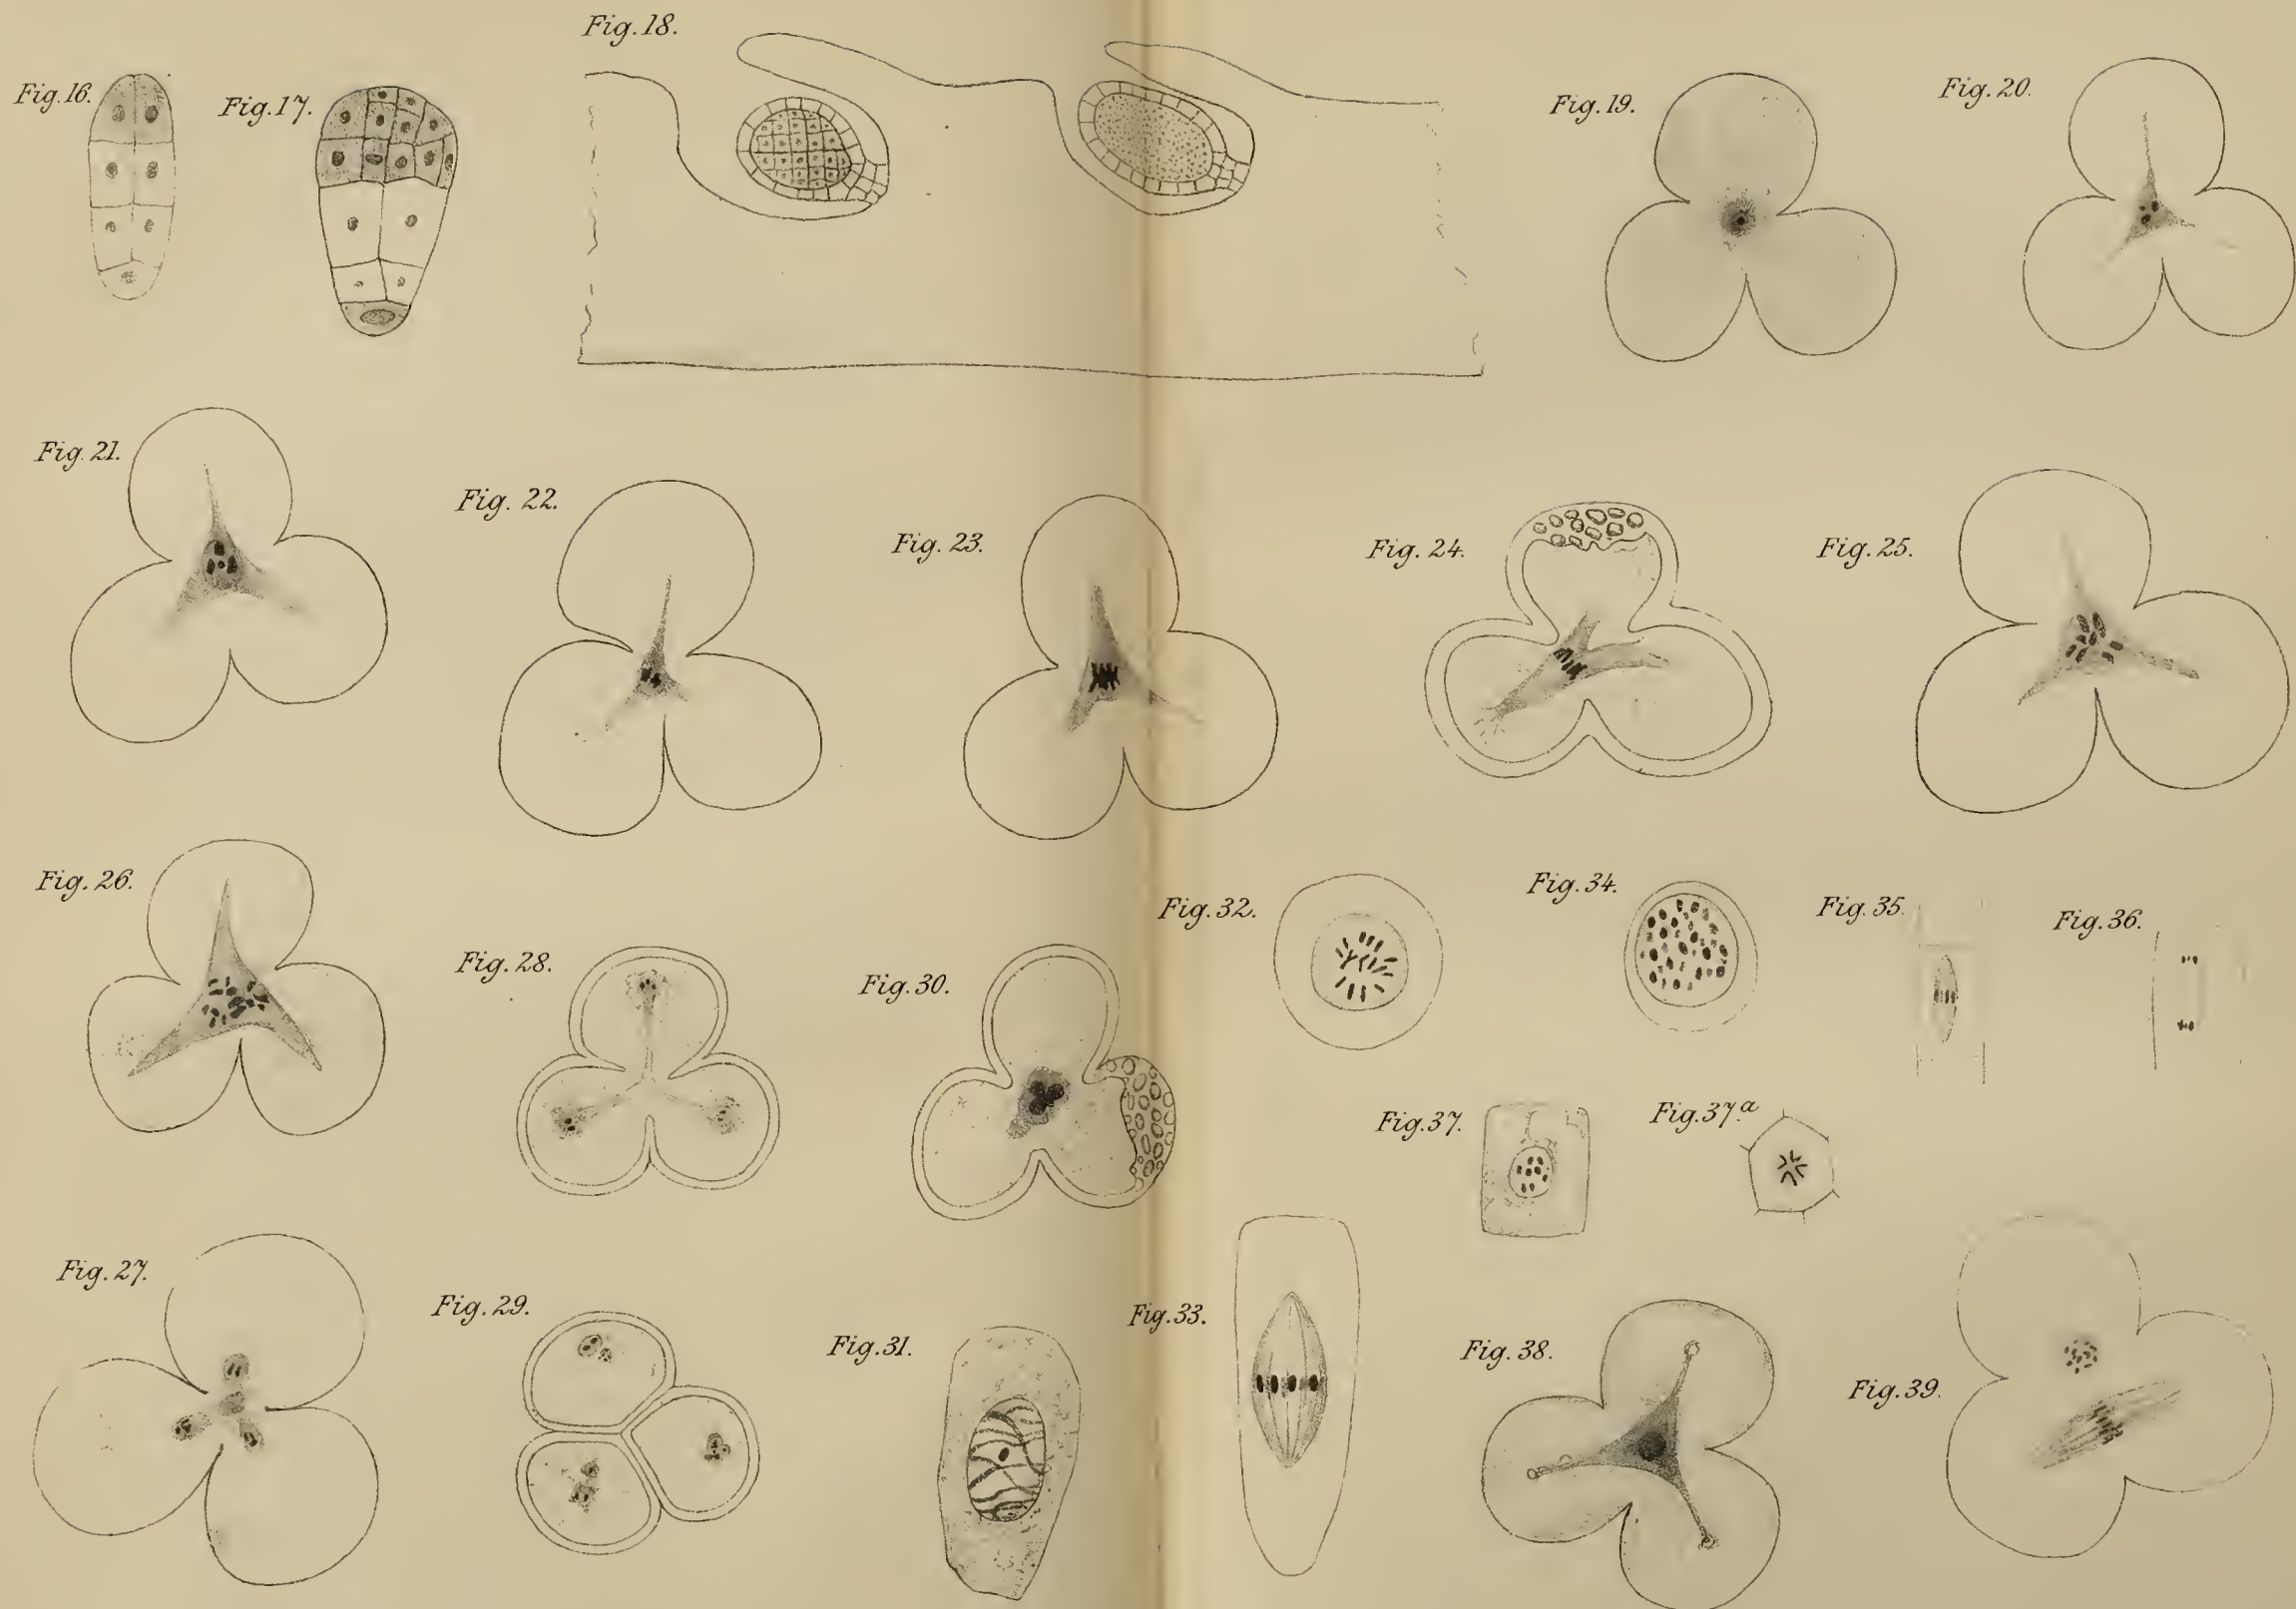 Fig. 16.
Fig. 17.
Fig. 18.
Fig. 19.
Fig. 20.
Fig. 21.
Fig. 22.
Fig. 23.
Fig. 24.
Fig. 25.
Fig. 26.
Fig. 28.
Fig. 30.
Fig. 32.
Fig. 34.
Fig. 35.
Fig. 36.
Fig. 37.
Fig. 37.a
Fig. 27.
Fig. 29.
Fig. 31.
Fig. 33.
Fig. 38.
Fig. 39.